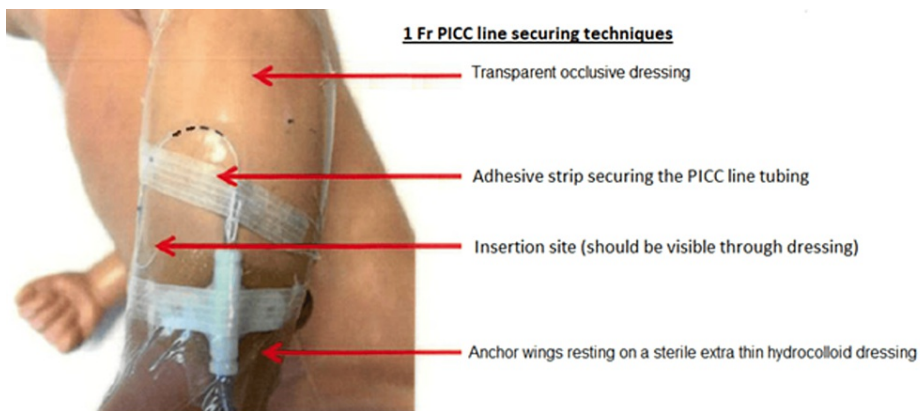 1 Fr PICC line securing techniques
Transparent occlusive dressing
Adhesive strip securing the PICC line tubing
Insertion site (should be visible through dressing)
Anchor wings resting on a sterile extra thin hydrocolloid dressing